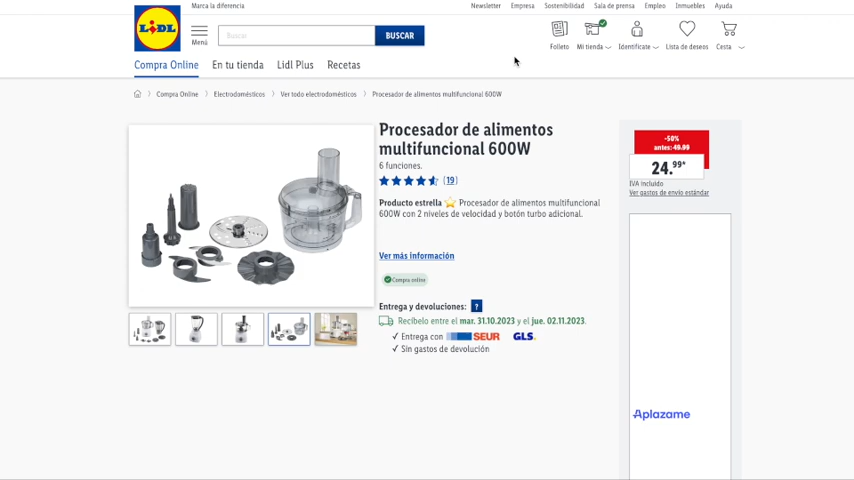 Marca la diferencia
Newsletter Empresa Sostenibilidad Sala de prensa Empleo Inmuebles Ayuda
LIDL
Menú
Buscar
BUSCAR
Folleto Mi tienda Identifícate Lista de deseos Cesta
Compra Online En tu tienda Lidl Plus Recetas
Compra Online Electrodomésticos Ver todo electrodomésticos Procesador de alimentos multifuncional 600W
Procesador de alimentos
multifuncional 600W
6 funciones.
(19)
Producto estrella ⭐ Procesador de alimentos multifuncional
600W con 2 niveles de velocidad y botón turbo adicional.
Ver más información
Compra online
Entrega y devoluciones: ?
Recíbelo entre el mar. 31.10.2023 y el jue. 02.11.2023.
✓ Entrega con SEUR GLS.
✓ Sin gastos de devolución
-50%
antes: 49.99
24.99*
IVA incluido
Ver gastos de envío estándar
Aplazame